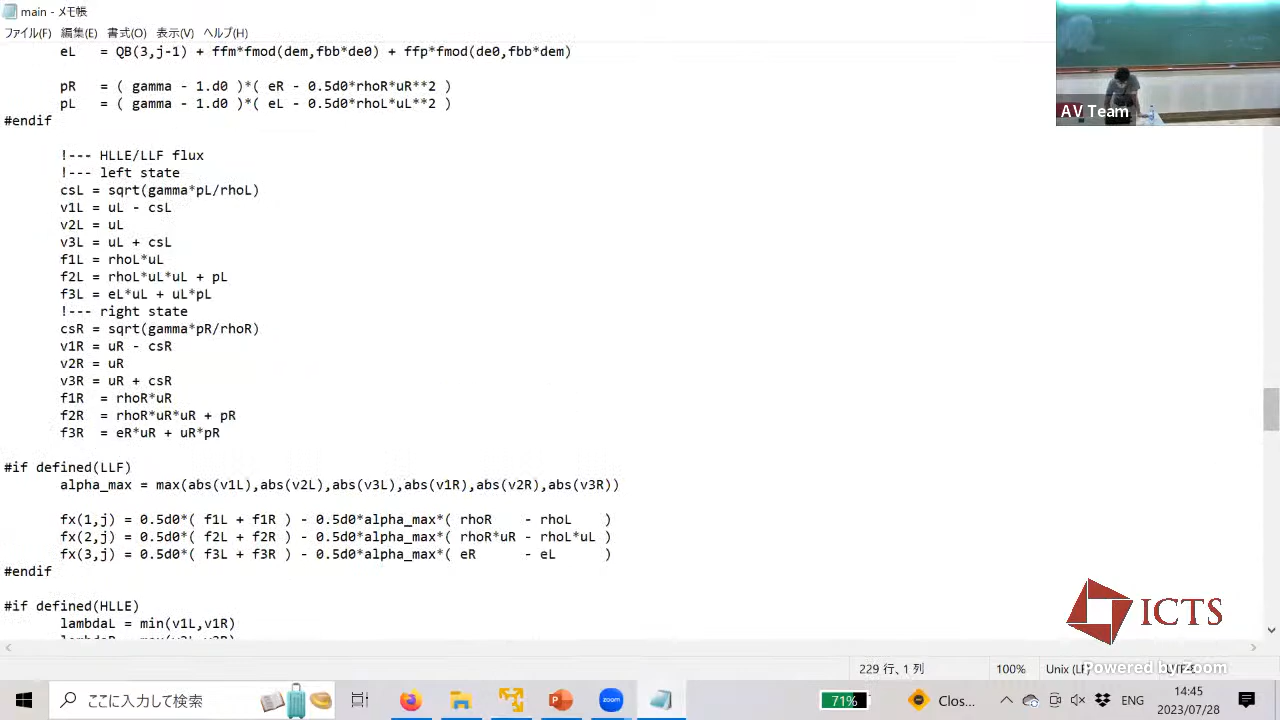 main - メモ帳
ファイル(F) 編集(E) 書式(O) 表示(V) ヘルプ(H)
eL = QB(3,j-1) + ffm*fmod(dem,fbb*de0) + ffp*fmod(de0,fbb*dem)
pR = ( gamma - 1.d0 )*( eR - 0.5d0*rhoR*uR**2 )
pL = ( gamma - 1.d0 )*( eL - 0.5d0*rhoL*uL**2 )
#endif
!--- HLLE/LLF flux
!--- left state
csL = sqrt(gamma*pL/rhoL)
v1L = uL - csL
v2L = uL
v3L = uL + csL
f1L = rhoL*uL
f2L = rhoL*uL*uL + pL
f3L = eL*uL + uL*pL
!--- right state
csR = sqrt(gamma*pR/rhoR)
v1R = uR - csR
v2R = uR
v3R = uR + csR
f1R = rhoR*uR
f2R = rhoR*uR*uR + pR
f3R = eR*uR + uR*pR
#if defined(LLF)
alpha_max = max(abs(v1L),abs(v2L),abs(v3L),abs(v1R),abs(v2R),abs(v3R))
fx(1,j) = 0.5d0*( f1L + f1R ) - 0.5d0*alpha_max*( rhoR - rhoL )
fx(2,j) = 0.5d0*( f2L + f2R ) - 0.5d0*alpha_max*( rhoR*uR - rhoL*uL )
fx(3,j) = 0.5d0*( f3L + f3R ) - 0.5d0*alpha_max*( eR - eL )
#endif
#if defined(HLLE)
lambdaL = min(v1L,v1R)
AV Team
ICTS
Powered by Zoom
229 行、1 列 100% Unix (LF) UTF-8
ここに入力して検索
zoom
71%
Clos...
ENG
14:45
2023/07/28